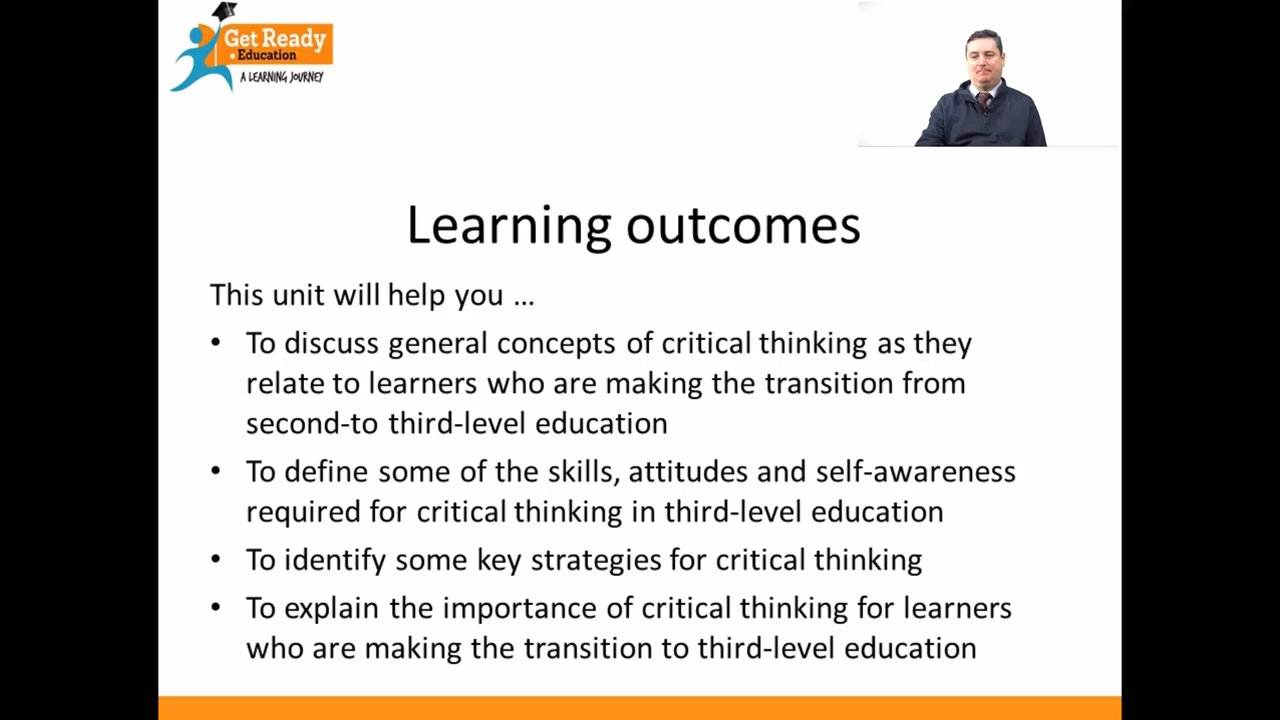 Get Ready
• Education
A LEARNING JOURNEY
Learning outcomes
This unit will help you ...
• To discuss general concepts of critical thinking as they
relate to learners who are making the transition from
second-to third-level education
• To define some of the skills, attitudes and self-awareness
required for critical thinking in third-level education
• To identify some key strategies for critical thinking
• To explain the importance of critical thinking for learners
who are making the transition to third-level education